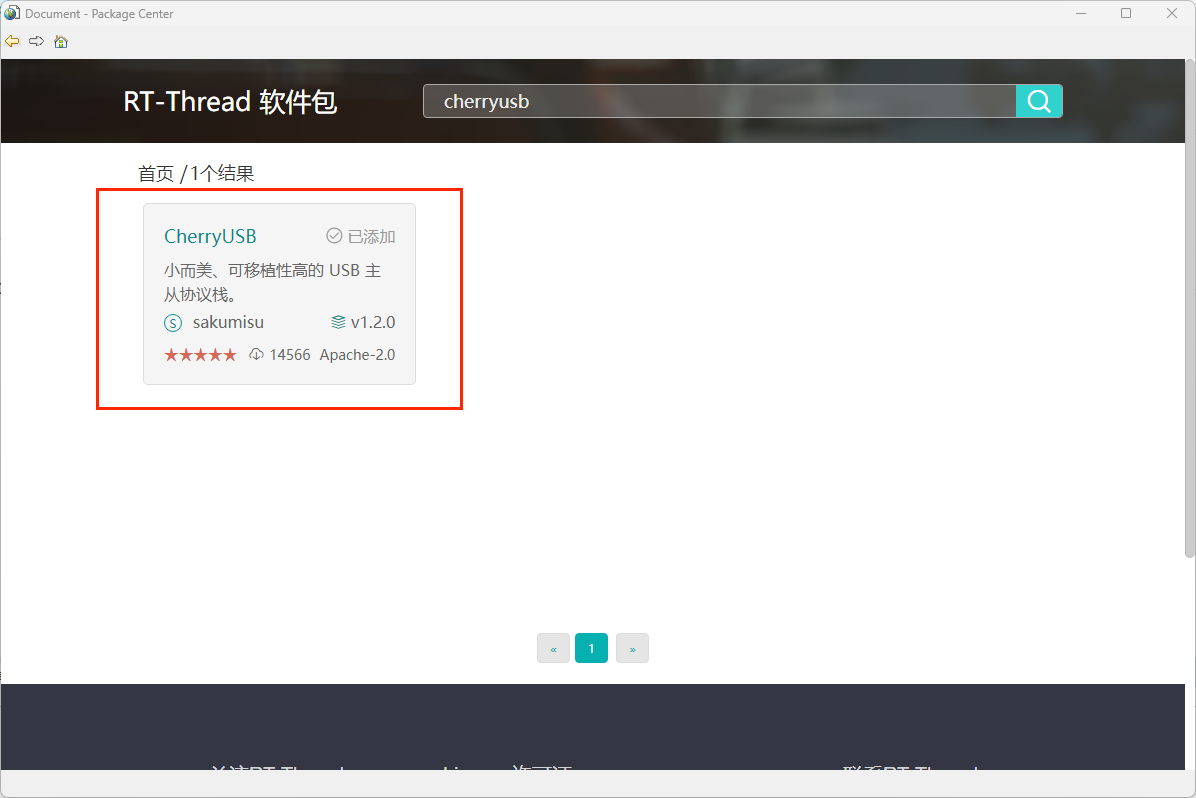 Document - Package Center
RT-Thread 软件包
cherryusb
首页 /1个结果
CherryUSB 已添加
小而美、可移植性高的 USB 主
从协议栈。
S sakumisu v1.2.0
★★★★★ 14566 Apache-2.0
« 1 »